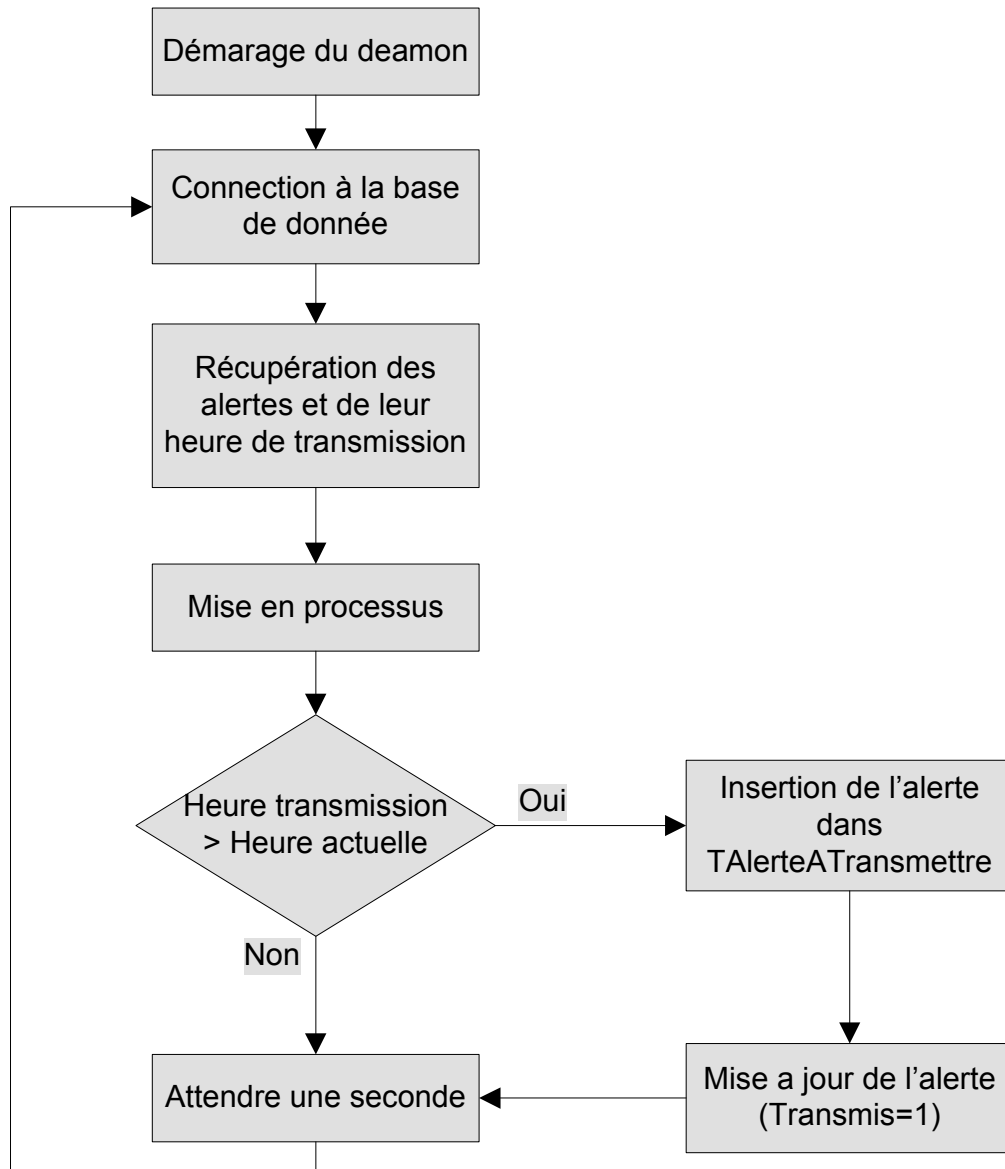 Démarage du deamon
Connection à la base
de donnée
Récupération des
alertes et de leur
heure de transmission
Mise en processus
Heure transmission
> Heure actuelle
Oui
Insertion de l’alerte
dans
TAlerteATransmettre
Non
Attendre une seconde
Mise a jour de l’alerte
(Transmis=1)